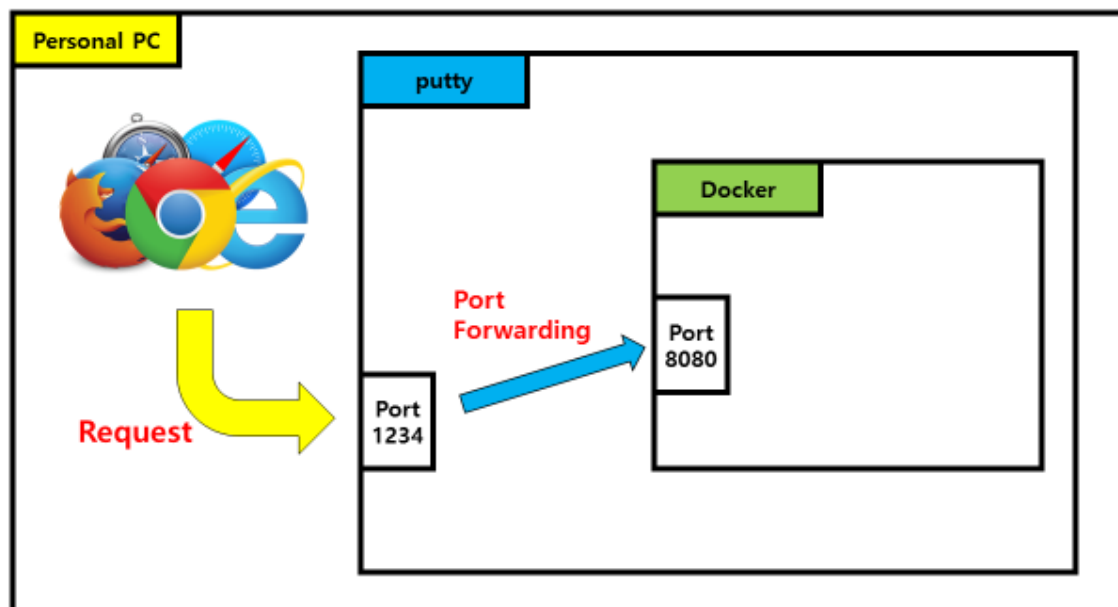 Personal PC
putty
Docker
Port
Forwarding
Port
8080
Port
1234
Request